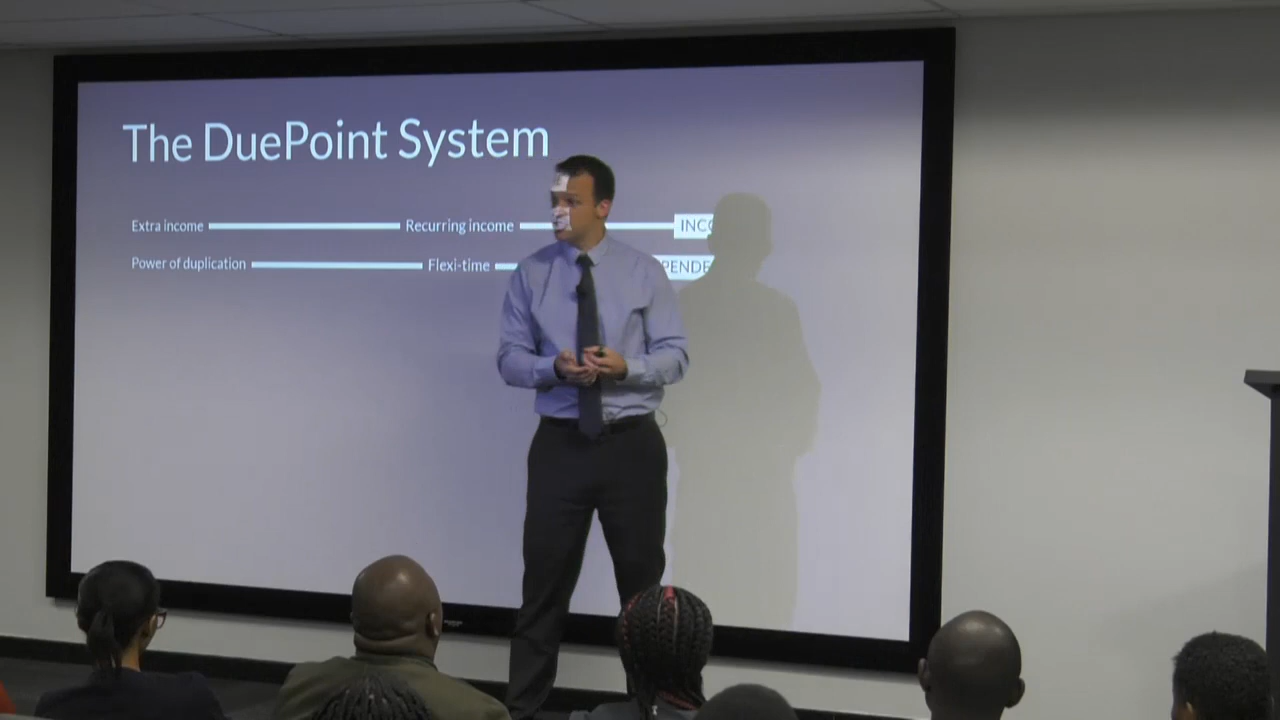 The DuePoint System
Extra income Recurring income
Power of duplication Flexi-time